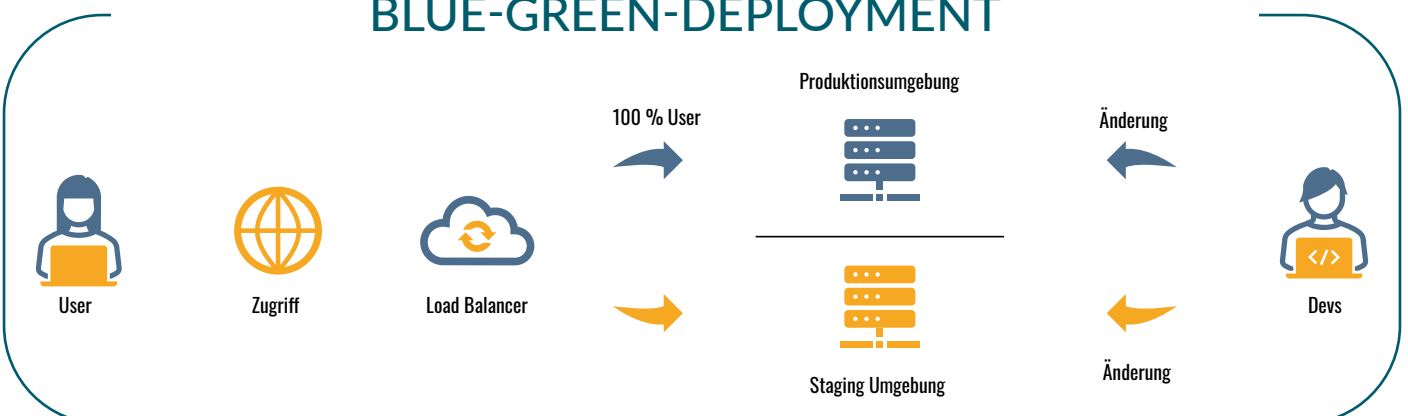 BLUE-GREEN-DEPLOYMENT
Produktionsumgebung
100 % User
Änderung
</>
User
Zugriff
Load Balancer
Devs
Staging Umgebung
Änderung